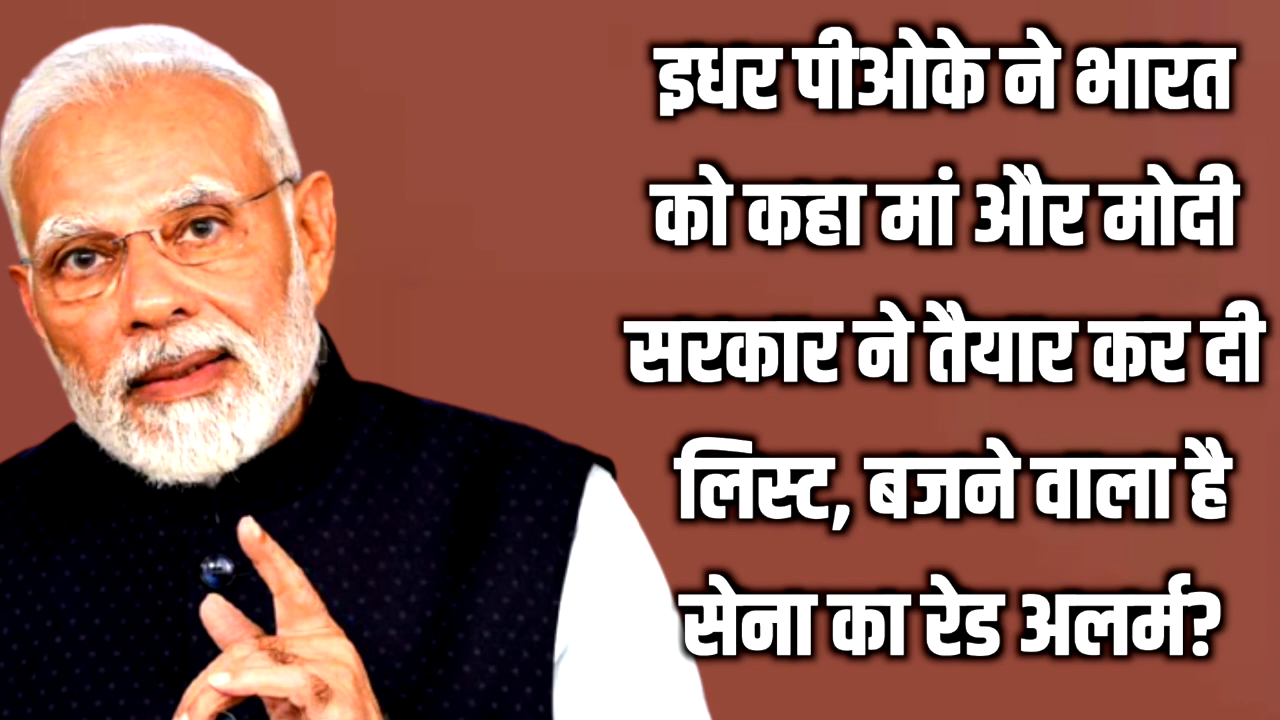 इधर पीओके ने भारत
को कहा मां और मोदी
सरकार ने तैयार कर दी
लिस्ट, बजने वाला है
सेना का रेड अलर्म?